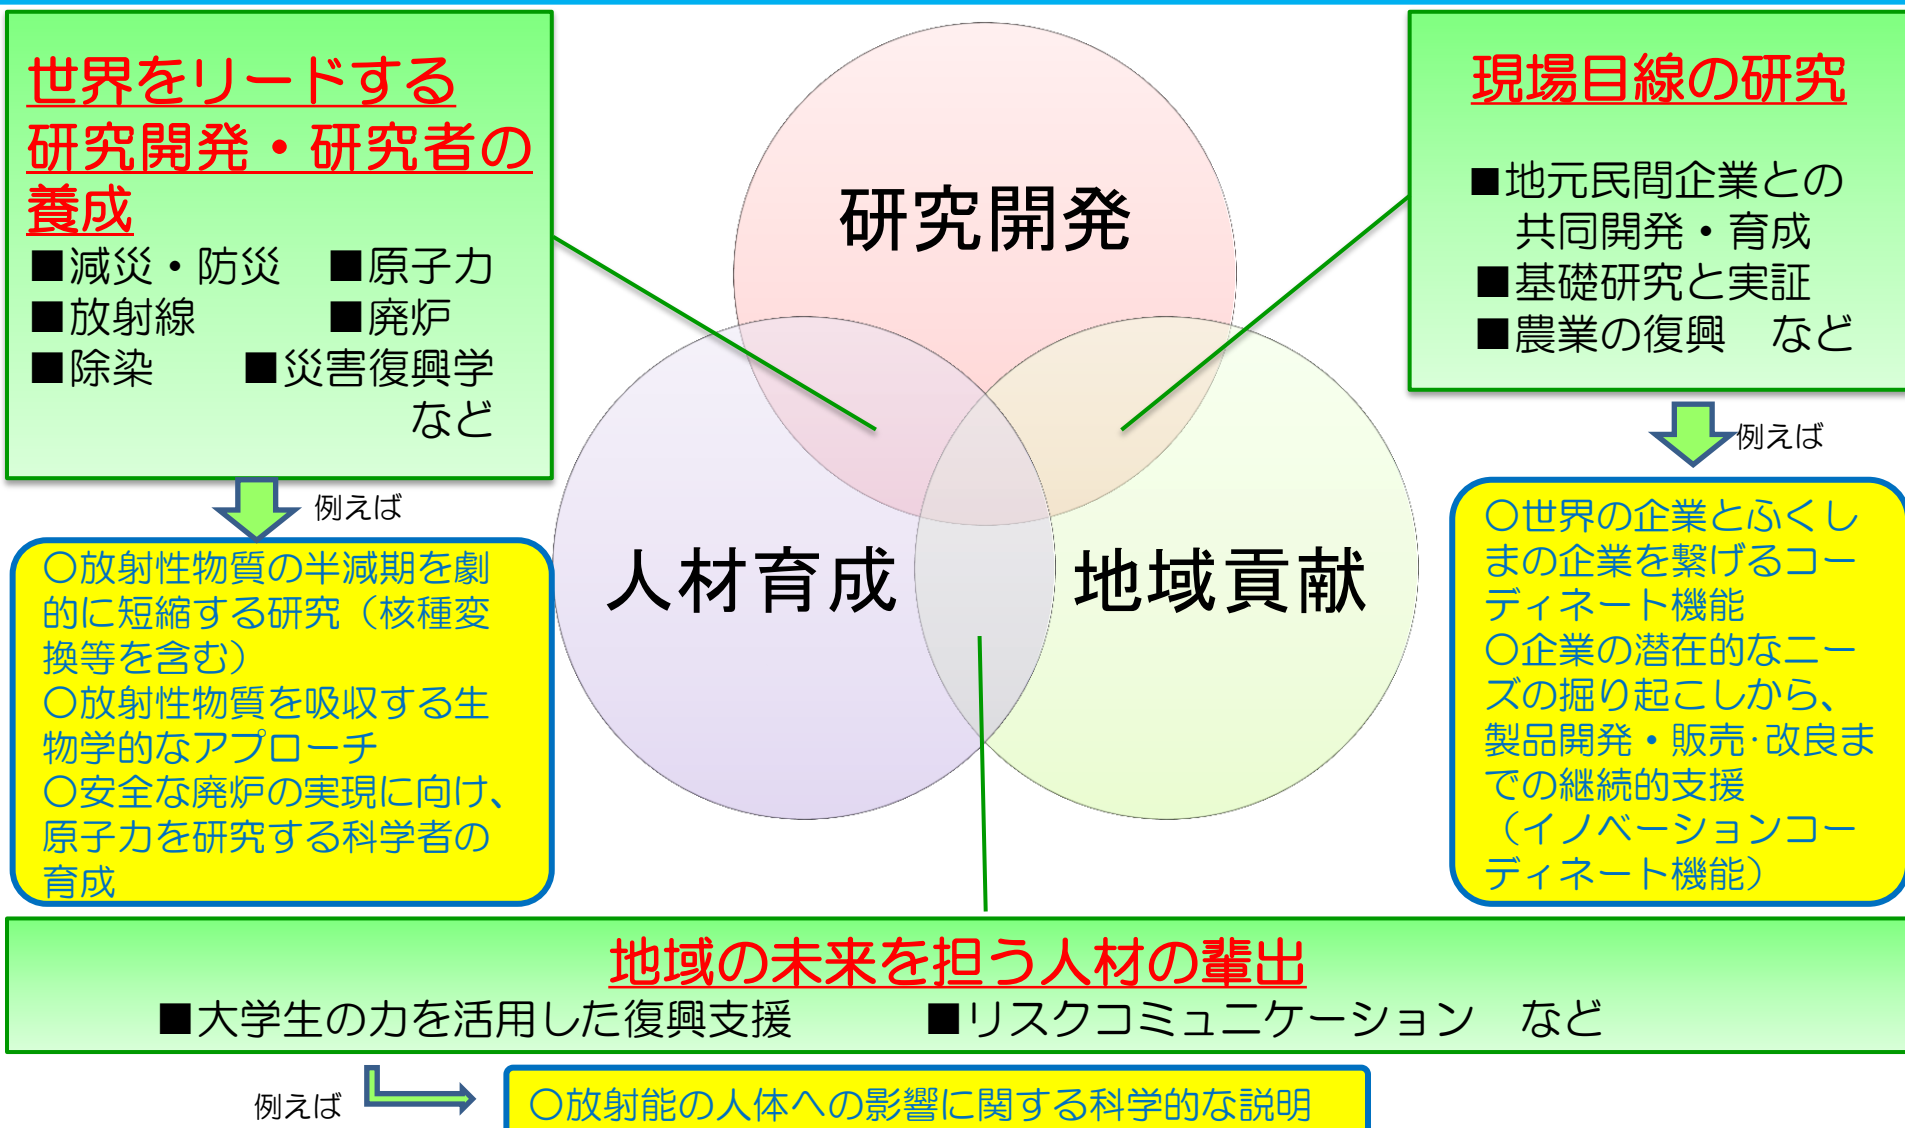 世界をリードする
研究開発・研究者の
養成
■減災・防災　■原子力
■放射線　■廃炉
■除染　■災害復興学
など
例えば
○放射性物質の半減期を劇
的に短縮する研究（核種変
換等を含む）
○放射性物質を吸収する生
物学的なアプローチ
○安全な廃炉の実現に向け、
原子力を研究する科学者の
育成
研究開発
人材育成
地域貢献
現場目線の研究
■地元民間企業との
共同開発・育成
■基礎研究と実証
■農業の復興　など
例えば
○世界の企業とふくし
まの企業を繋げるコー
ディネート機能
○企業の潜在的なニー
ズの掘り起こしから、
製品開発・販売・改良ま
での継続的支援
（イノベーションコー
ディネート機能）
地域の未来を担う人材の輩出
■大学生の力を活用した復興支援　■リスクコミュニケーション　など
例えば
○放射能の人体への影響に関する科学的な説明